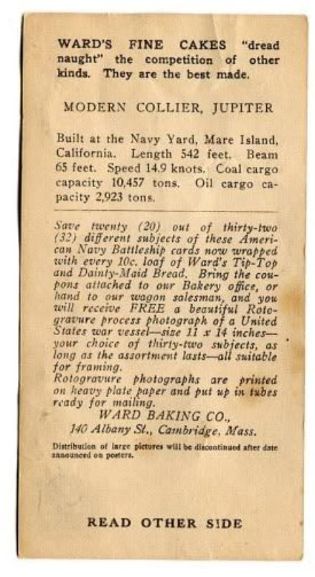 WARD'S FINE CAKES "dread
naught" the competition of other
kinds. They are the best made.
MODERN COLLIER, JUPITER
Built at the Navy Yard, Mare Island,
California. Length 542 feet. Beam
65 feet. Speed 14.9 knots. Coal cargo
capacity 10,457 tons. Oil cargo ca-
pacity 2,923 tons.
Save twenty (20) out of thirty-two
(32) different subjects of these Ameri-
can Navy Battleship cards now wrapped
with every 10c. loaf of Ward's Tip-Top
and Dainty-Maid Bread. Bring the cou-
pons attached to our Bakery office, or
hand to our wagon salesman, and you
will receive FREE a beautiful Roto-
gravure process photograph of a United
States war vessel—size 11 x 14 inches—
your choice of thirty-two subjects, as
long as the assortment lasts—all suitable
for framing.
Rotogravure photographs are printed
on heavy plate paper and put up in tubes
ready for mailing.
WARD BAKING CO.,
140 Albany St., Cambridge, Mass.
Distribution of large pictures will be discontinued after date
announced on posters.
READ OTHER SIDE